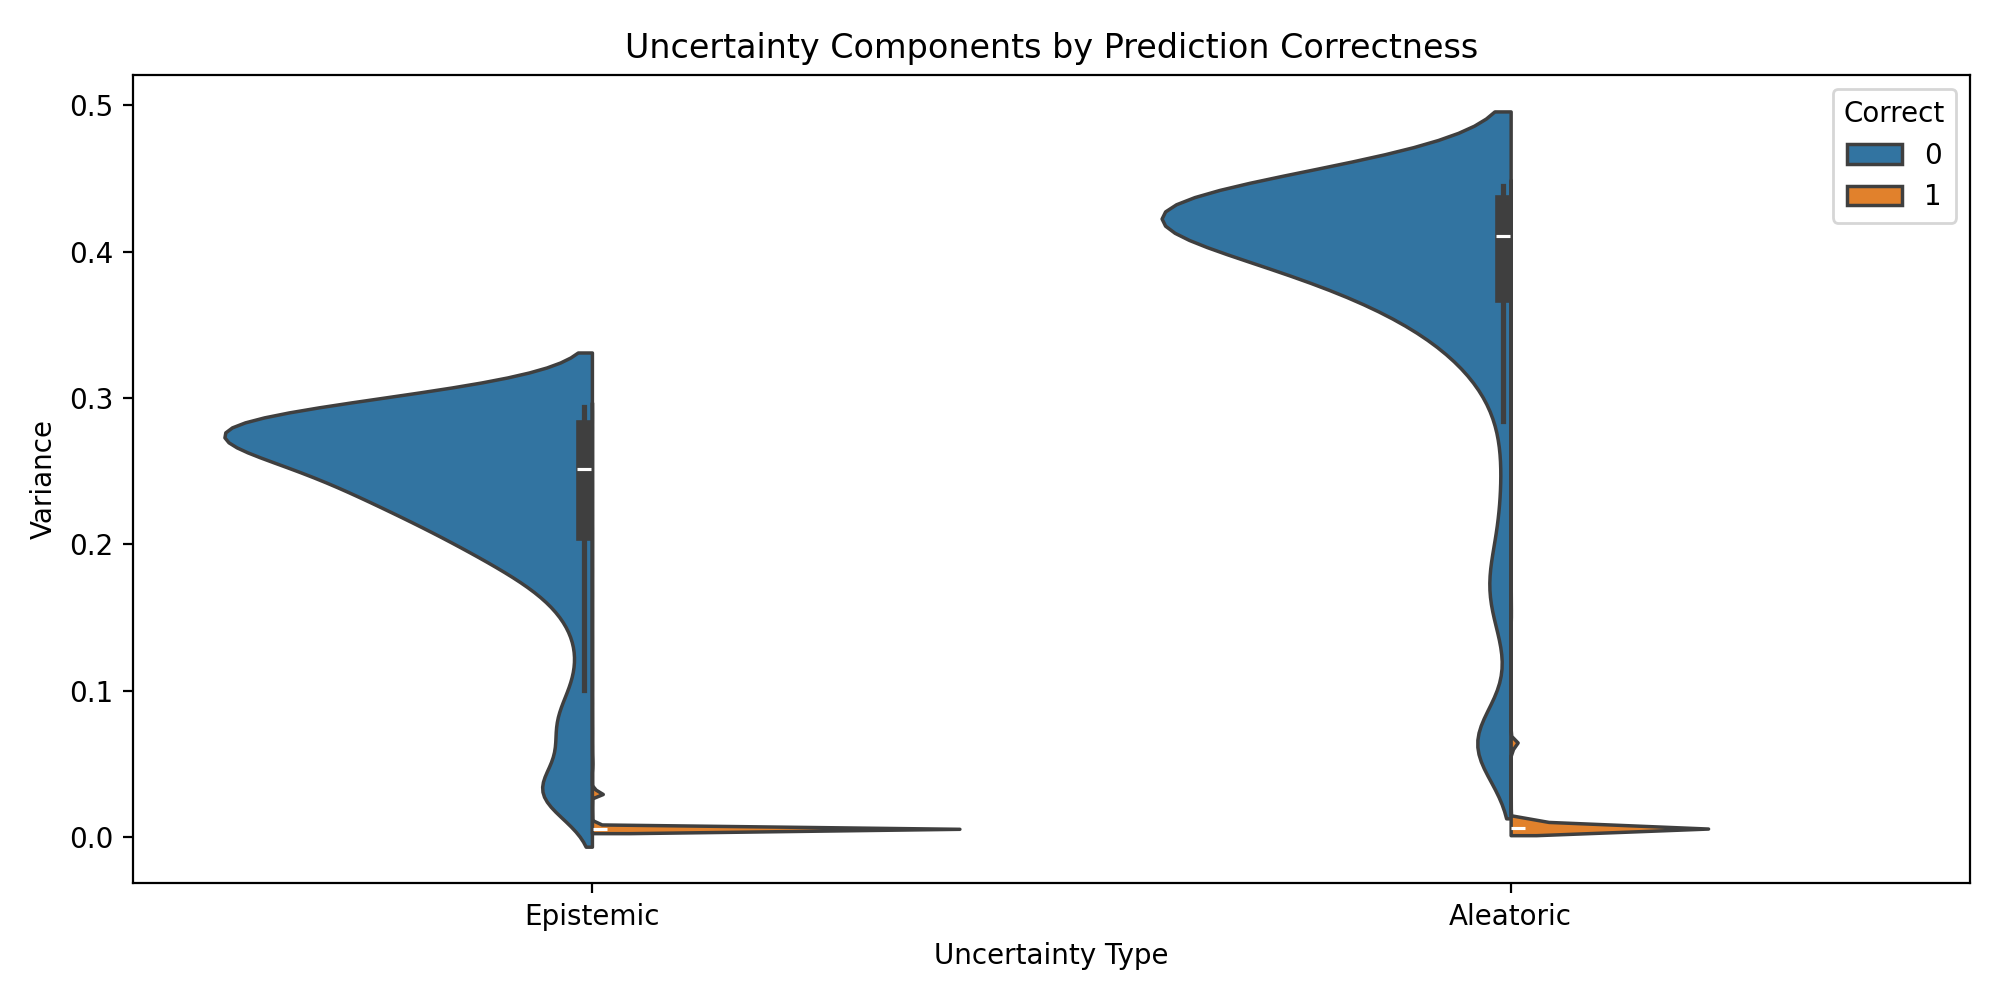 Uncertainty Components by Prediction Correctness
Variance
0.5
0.4
0.3
0.2
0.1
0.0
Correct
0
1
Epistemic
Aleatoric
Uncertainty Type